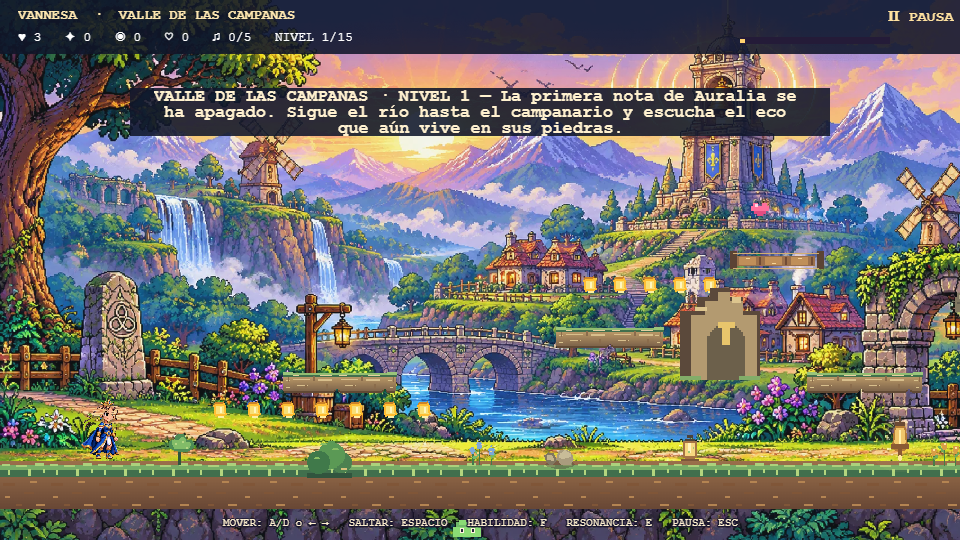 VANNESA · VALLE DE LAS CAMPANAS
II PAUSA
♥ 3 ✦ 0 ◉ 0 ♡ 0 ♫ 0/5 NIVEL 1/15
VALLE DE LAS CAMPANAS · NIVEL 1 — La primera nota de Auralia se
ha apagado. Sigue el río hasta el campanario y escucha el eco
que aún vive en sus piedras.
MOVER: A/D o ← → SALTAR: ESPACIO HABILIDAD: F RESONANCIA: E PAUSA: ESC